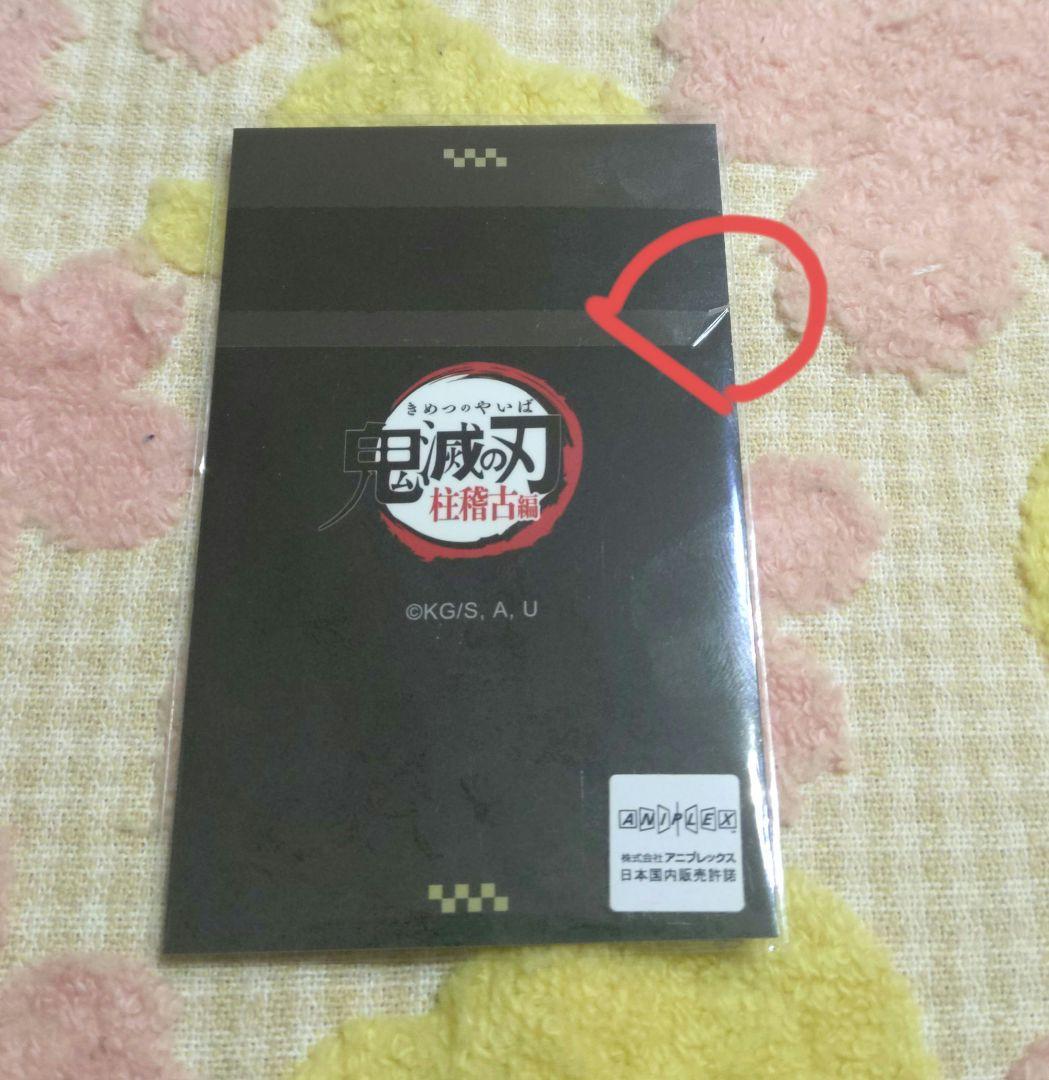 きめつのやいば
鬼滅の刃
柱稽古編
©KG/S, A, U
ANIPLEX
株式会社アニプレックス
日本国内販売許諾